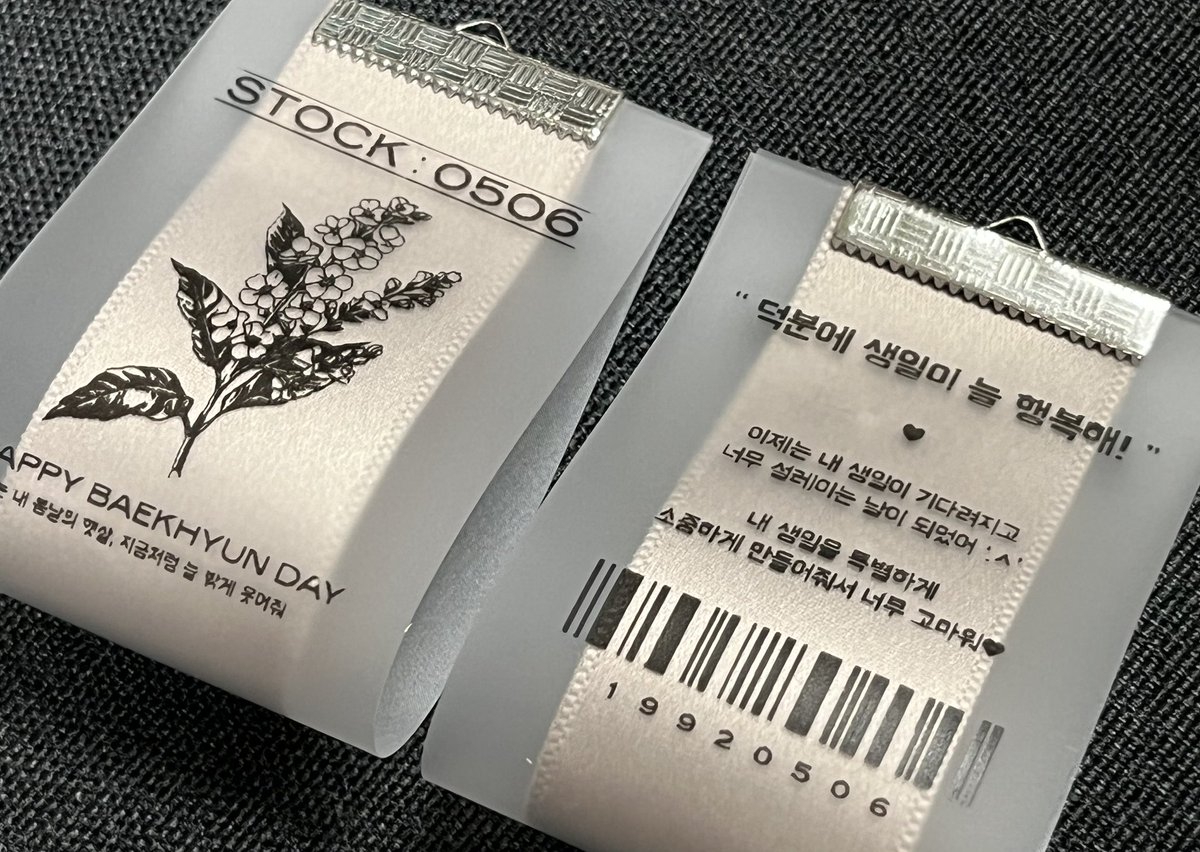 STOCK : 0506
APPY BAEKHYUN DAY
는 내 봄날의 햇살, 지금처럼 늘 밝게 웃어줘
" 덕분에 생일이 늘 행복해! "
♥
이제는 내 생일이 기다려지고
너무 설레이는 날이 되었어 :ㅅ'
내 생일을 특별하게
소중하게 만들어줘서 너무 고마워♥
19920506